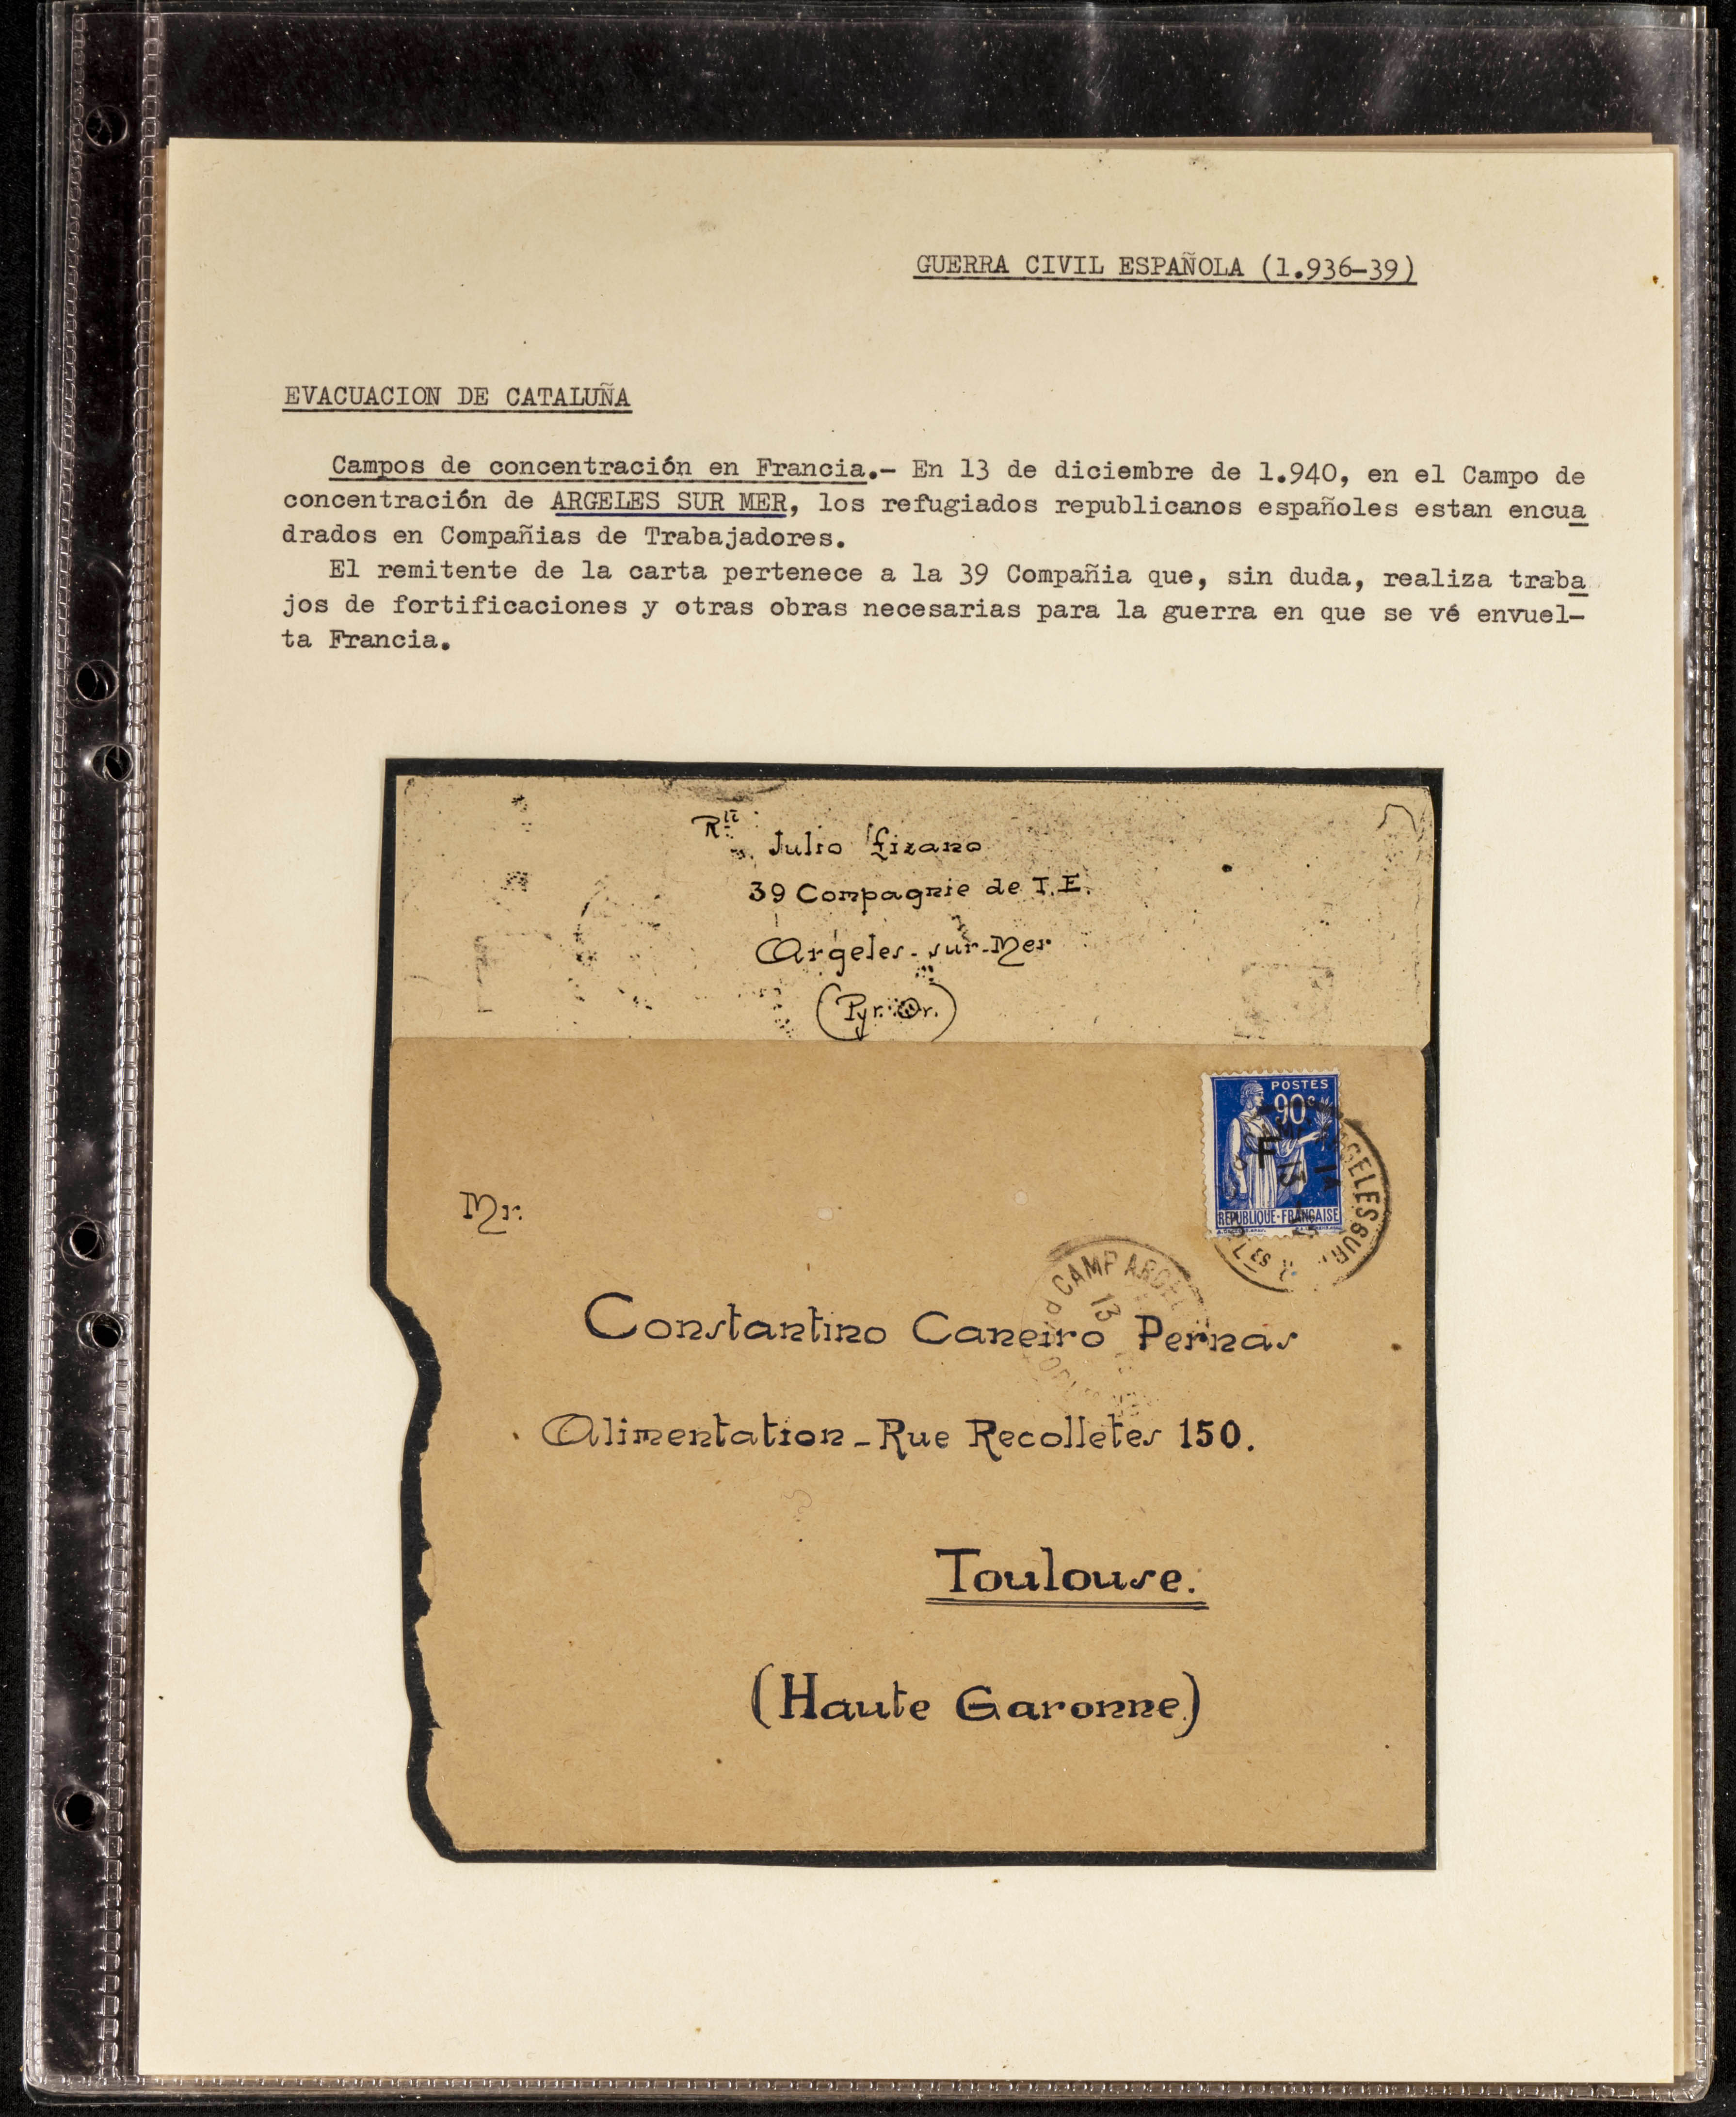 GUERRA CIVIL ESPAÑOLA (1.936-39)
EVACUACION DE CATALUÑA
Campos de concentración en Francia.- En 13 de diciembre de 1.940, en el Campo de
concentración de ARGELES SUR MER, los refugiados republicanos españoles estan encua
drados en Compañias de Trabajadores.
El remitente de la carta pertenece a la 39 Compañia que, sin duda, realiza traba
jos de fortificaciones y otras obras necesarias para la guerra en que se vé envuel-
ta Francia.
Rte Julio Lizano
39 Compagnie de T.E.
Argeles-sur-Mer
(Pyr. Or.)
POSTES
90c
F
REPUBLIQUE-FRANÇAISE
ARGELES SUR
13
CAMP ARGEL
13
Mr.
Constantino Caneiro Pernas
Alimentation-Rue Recolletes 150.
Toulouse.
(Haute Garonne)